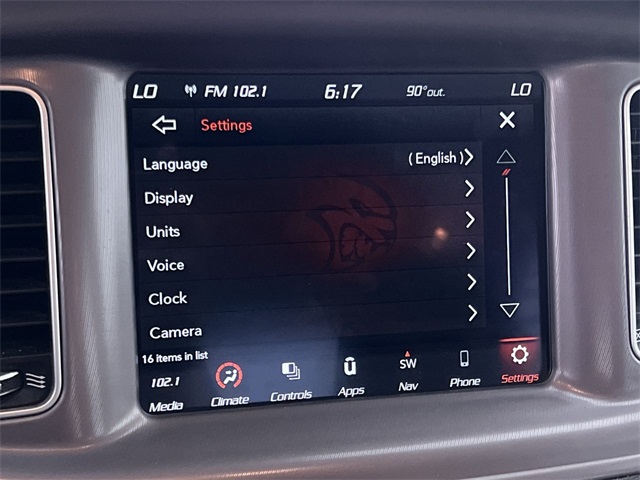 LO FM 102.1 6:17 90°out. LO
Settings
Language (English)
Display
Units
Voice
Clock
Camera
16 items in list
102.1 SW
Media Climate Controls Apps Nav Phone Settings